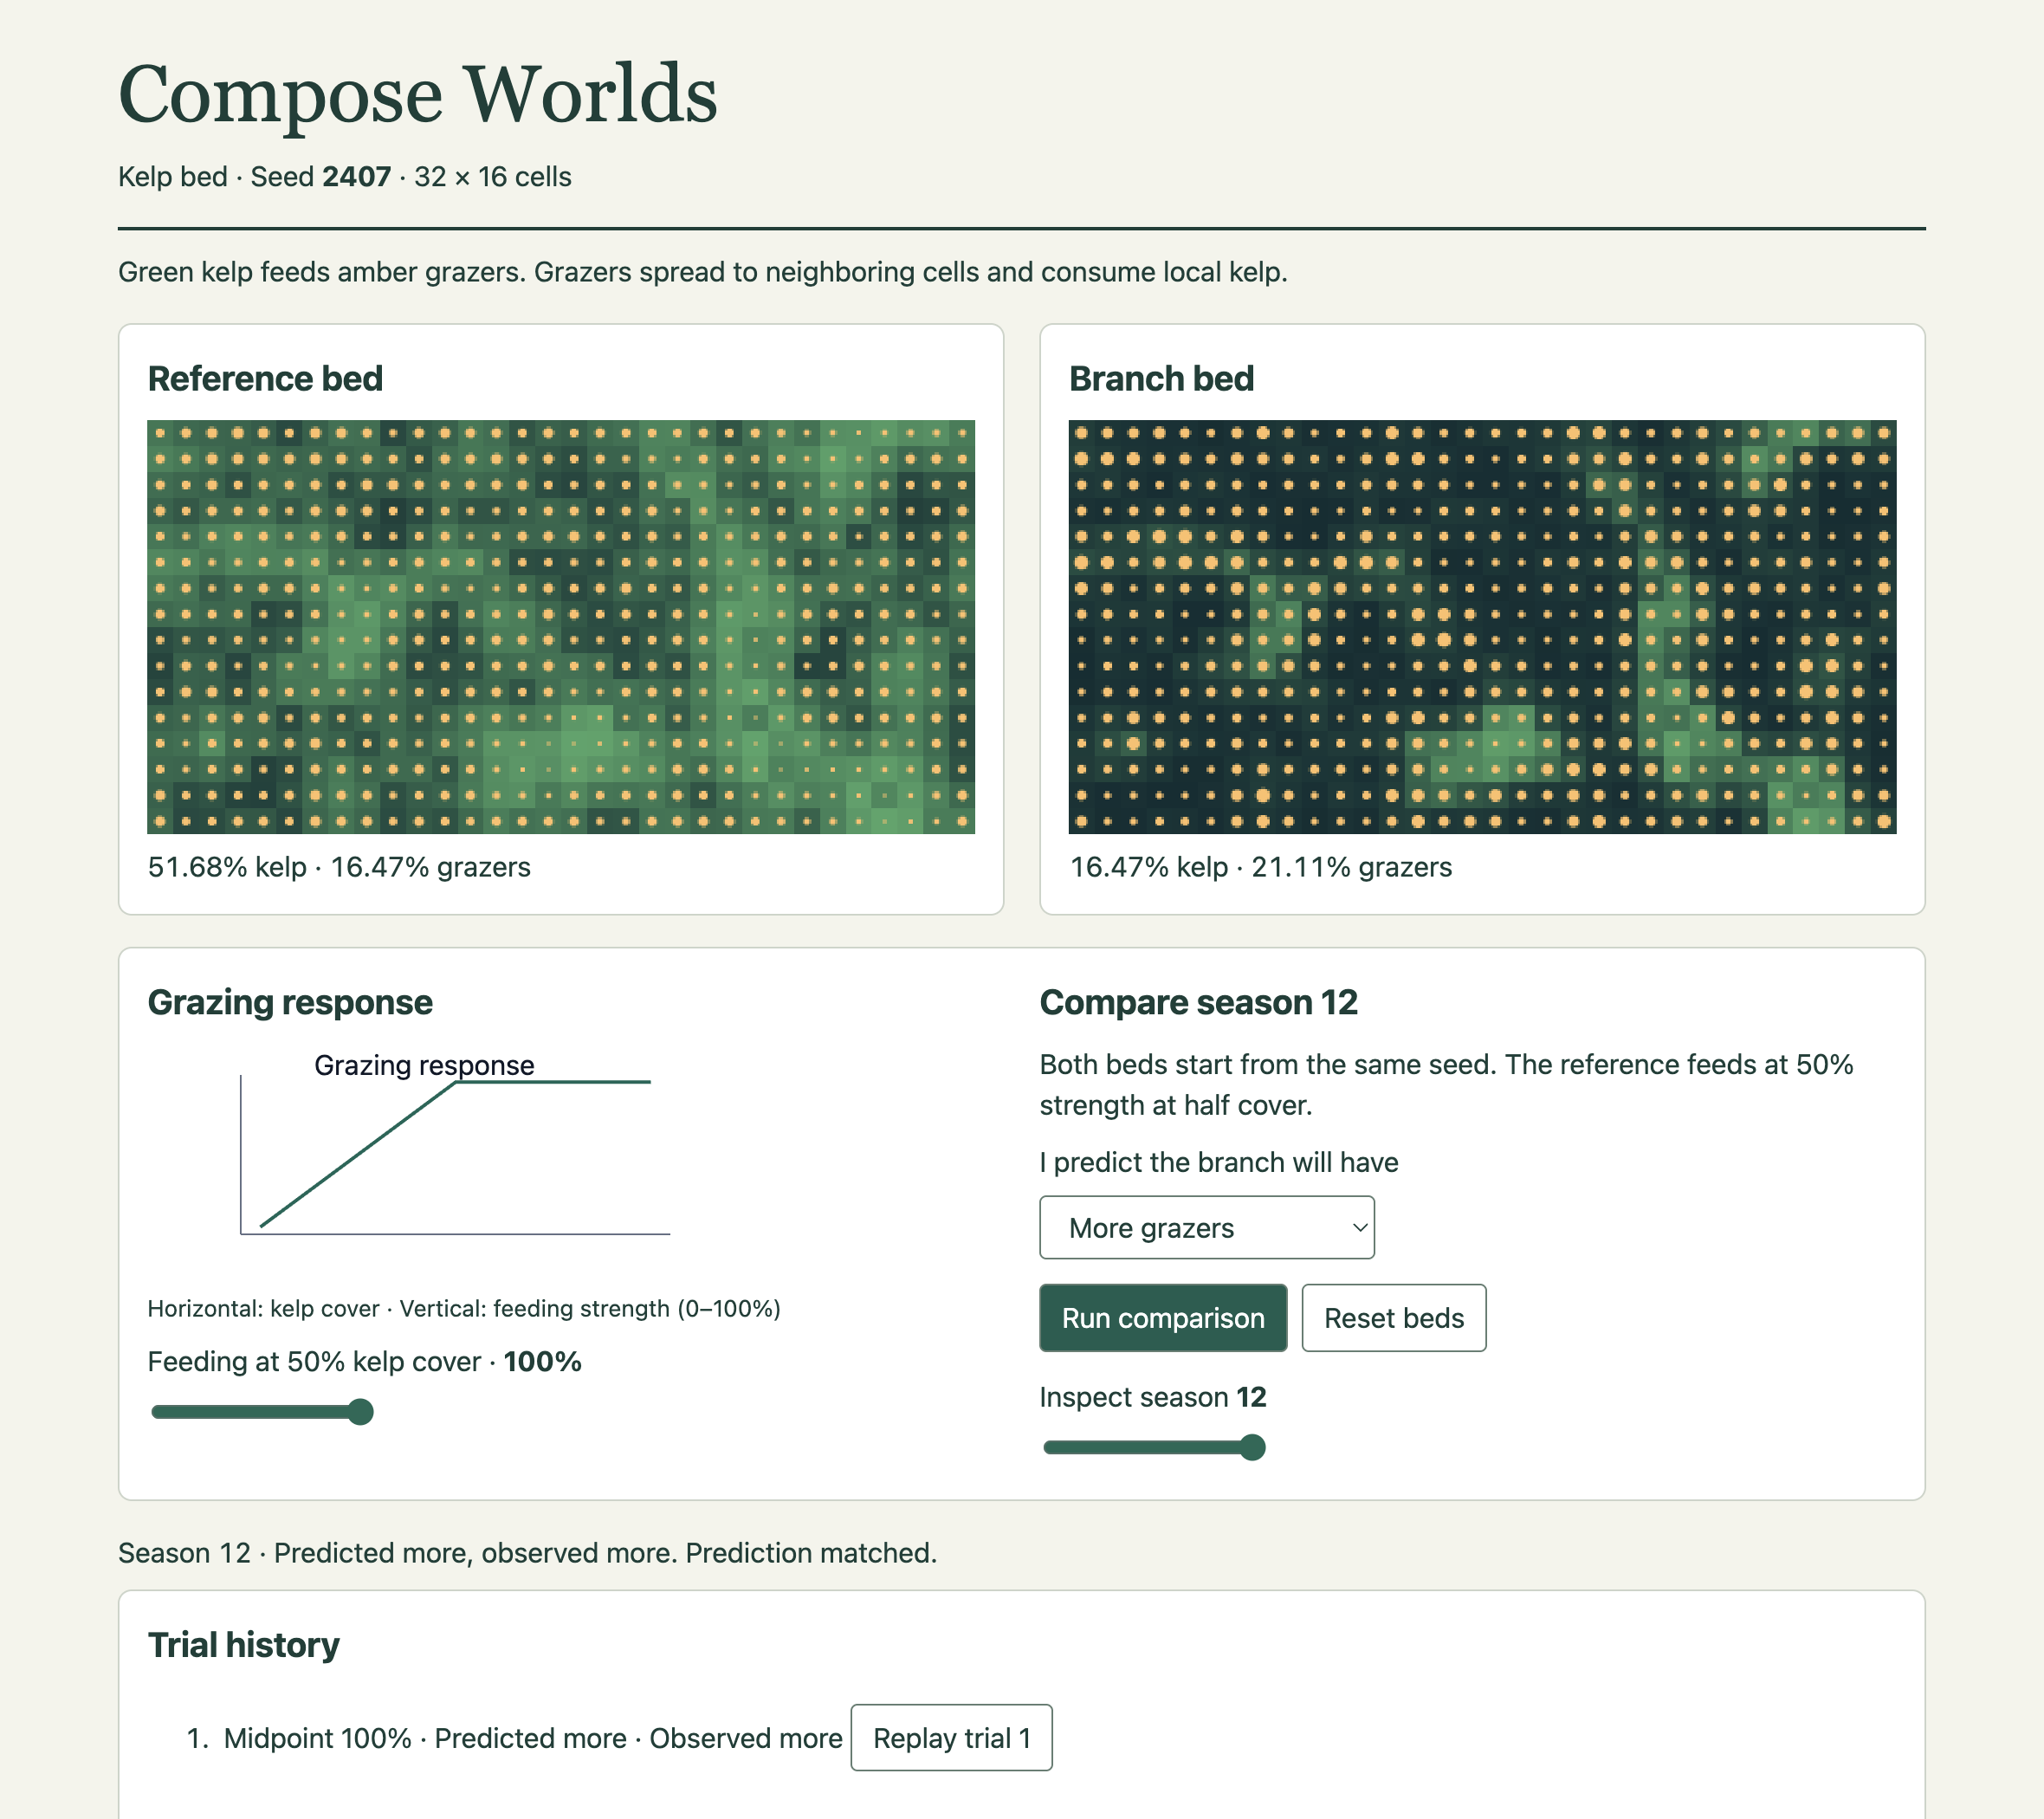 Compose Worlds
Kelp bed · Seed 2407 · 32 × 16 cells
Green kelp feeds amber grazers. Grazers spread to neighboring cells and consume local kelp.
Reference bed
51.68% kelp · 16.47% grazers
Branch bed
16.47% kelp · 21.11% grazers
Grazing response
Grazing response
Horizontal: kelp cover · Vertical: feeding strength (0–100%)
Feeding at 50% kelp cover · 100%
Compare season 12
Both beds start from the same seed. The reference feeds at 50%
strength at half cover.
I predict the branch will have
More grazers
Run comparison
Reset beds
Inspect season 12
Season 12 · Predicted more, observed more. Prediction matched.
Trial history
1. Midpoint 100% · Predicted more · Observed more
Replay trial 1